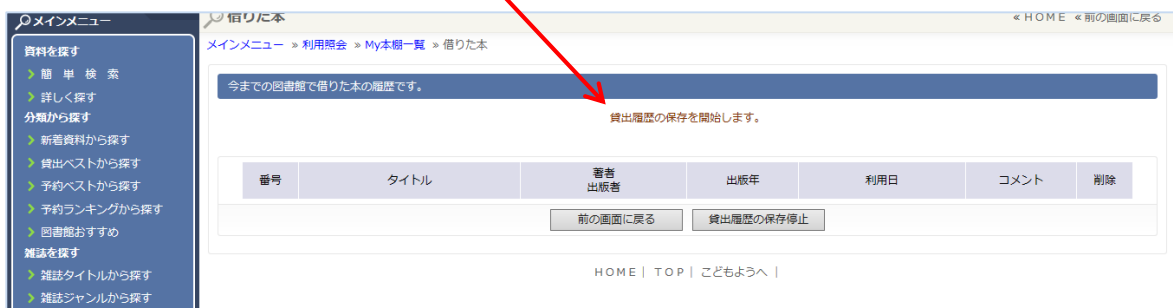 メインメニュー
資料を探す
簡 単 検 索
詳しく探す
分類から探す
新着資料から探す
貸出ベストから探す
予約ベストから探す
予約ランキングから探す
図書館おすすめ
雑誌を探す
雑誌タイトルから探す
雑誌ジャンルから探す
借りた本
«HOME «前の画面に戻る
メインメニュー » 利用照会 » My本棚一覧 » 借りた本
今までの図書館で借りた本の履歴です。
貸出履歴の保存を開始します。
番号 タイトル 著者 出版年 利用日 コメント 削除
出版者
前の画面に戻る 貸出履歴の保存停止
HOME| TOP| こどもようへ |